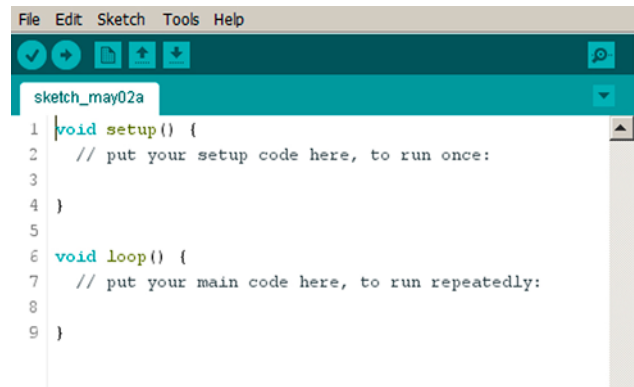 File Edit Sketch Tools Help
sketch_may02a
1 void setup() {
2 // put your setup code here, to run once:
3
4 }
5
6 void loop() {
7 // put your main code here, to run repeatedly:
8
9 }